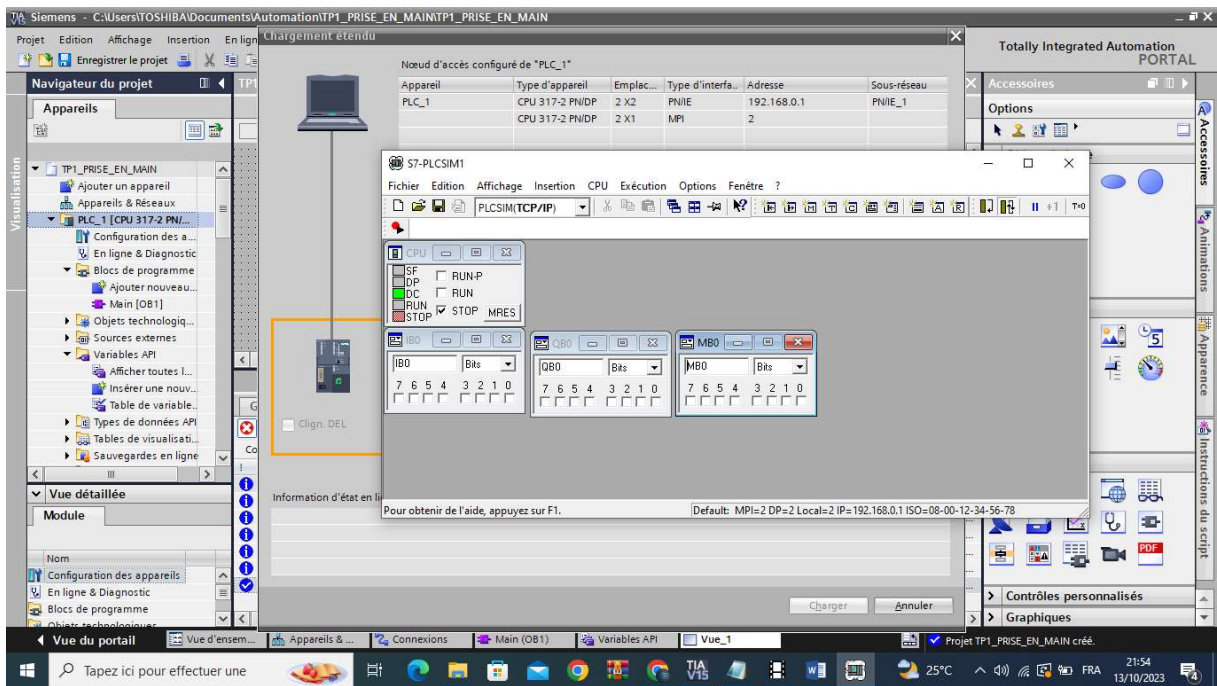 Siemens - C:\Users\TOSHIBA\Documents\Automation\TP1_PRISE_EN_MAIN\TP1_PRISE_EN_MAIN
Projet Edition Affichage Insertion En lign
Enregistrer le projet
Totally Integrated Automation
PORTAL
Navigateur du projet
TP1
Appareils
Visualisation
TP1_PRISE_EN_MAIN
Ajouter un appareil
Appareils & Réseaux
PLC_1 [CPU 317-2 PN/...
Configuration des a...
En ligne & Diagnostic
Blocs de programme
Ajouter nouveau...
Main [OB1]
Objets technologiq...
Sources externes
Variables API
Afficher toutes l...
Insérer une nouv...
Table de variable..
Types de données API
Tables de visualisati...
Sauvegardes en ligne
Vue détaillée
Module
Nom
Configuration des appareils
En ligne & Diagnostic
Blocs de programme
Objets technologiques
G
Co
!
Chargement étendu
Nœud d'accès configuré de "PLC_1"
Appareil Type d'appareil Emplac... Type d'interfa.. Adresse Sous-réseau
PLC_1 CPU 317-2 PN/DP 2 X2 PN/IE 192.168.0.1 PN/IE_1
CPU 317-2 PN/DP 2 X1 MPI 2
Clign. DEL
Information d'état en li
Charger Annuler
S7-PLCSIM1
Fichier Edition Affichage Insertion CPU Exécution Options Fenêtre ?
PLCSIM(TCP/IP)
+1 T=0
CPU
SF
DP
DC
RUN
STOP
RUN-P
RUN
STOP MRES
IB0 QB0 MB0
IB0 Bits QB0 Bits MB0 Bits
7 6 5 4 3 2 1 0 7 6 5 4 3 2 1 0 7 6 5 4 3 2 1 0
Pour obtenir de l'aide, appuyez sur F1. Default: MPI=2 DP=2 Local=2 IP=192.168.0.1 ISO=08-00-12-34-56-78
Accessoires
Options
Accessoires
Animations
Apparence
Instructions du script
5
PDF
Contrôles personnalisés
Graphiques
Vue du portail Vue d'ensem... Appareils & ... Connexions Main (OB1) Variables API Vue_1 Projet TP1_PRISE_EN_MAIN créé.
Tapez ici pour effectuer une
TIA
V15
25°C
FRA
21:54
13/10/2023
4